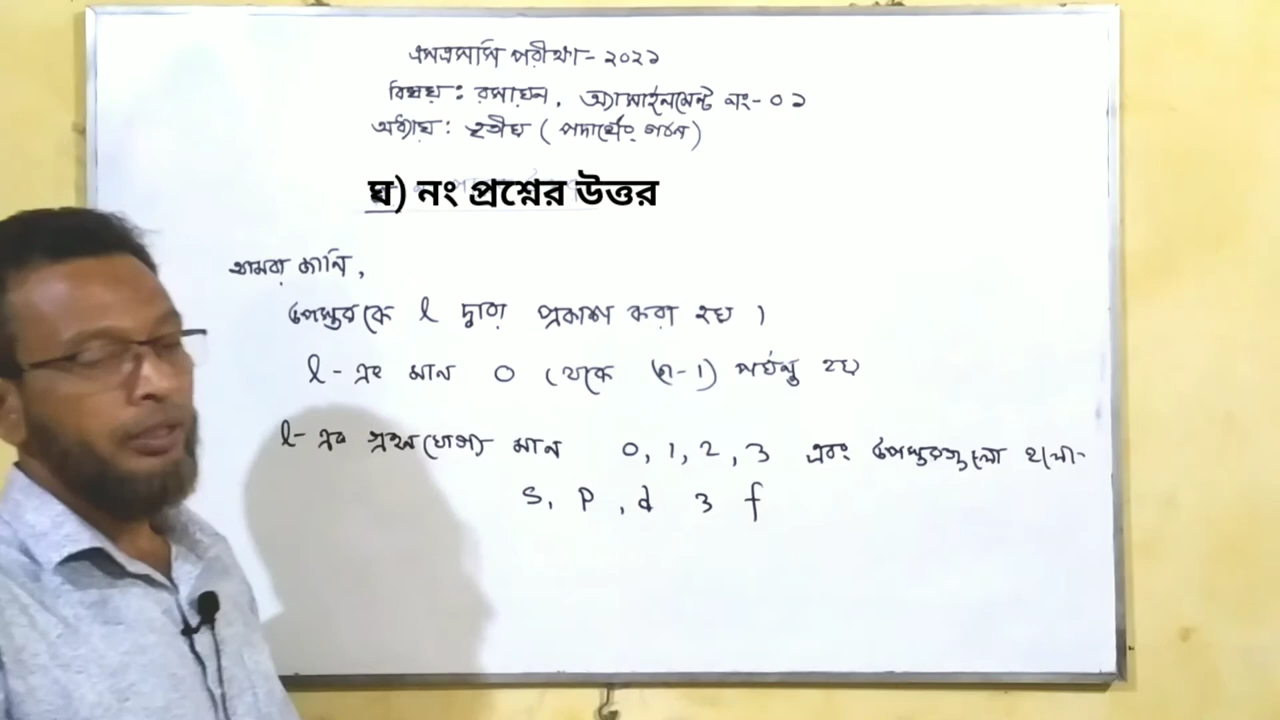 এসএসসি পরীক্ষা - ২০২১
বিষয় : রসায়ন, অ্যাসাইনমেন্ট নং - ০১
অধ্যায় : তৃতীয় ( পদার্থের গঠন )
ঘ) নং প্রশ্নের উত্তর
আমরা জানি,
উপস্তরকে l দ্বারা প্রকাশ করা হয় ।
l - এর মান 0 থেকে (n-1) পর্যন্ত হয়
l - এর গ্রহণযোগ্য মান 0, 1, 2, 3 এবং উপস্তরগুলো হলো-
s, p, d ও f